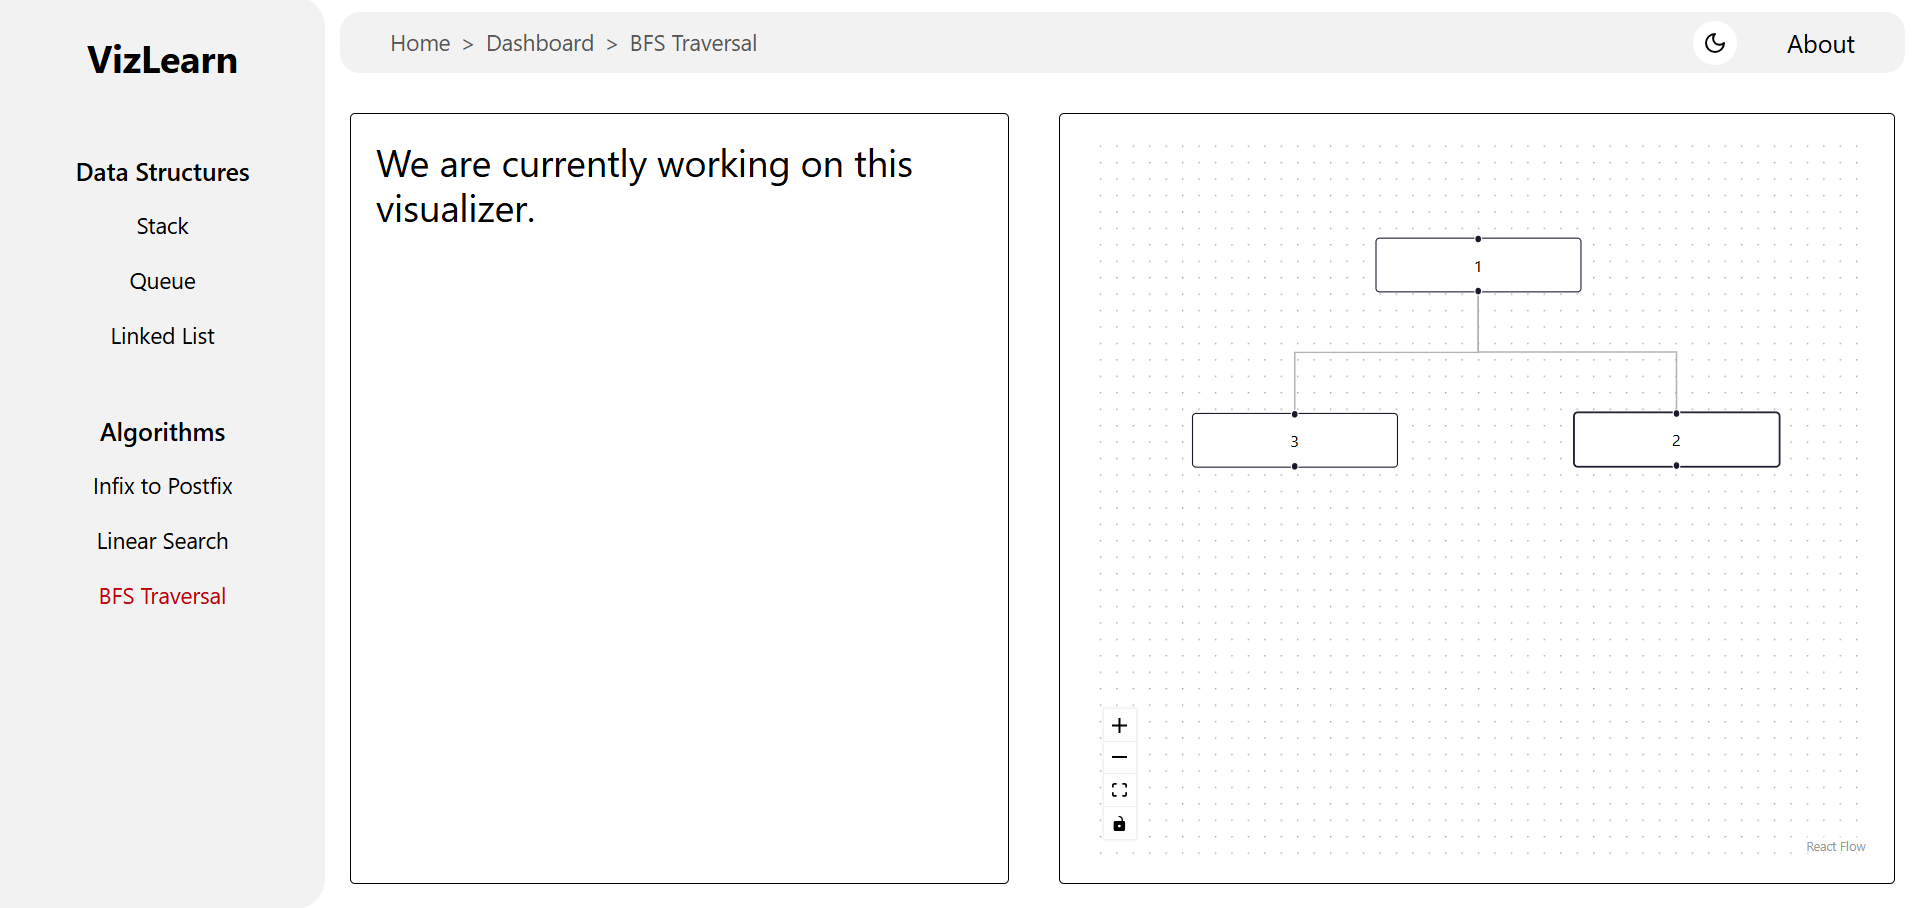 VizLearn
Data Structures
Stack
Queue
Linked List
Algorithms
Infix to Postfix
Linear Search
BFS Traversal
Home > Dashboard > BFS Traversal
About
We are currently working on this
visualizer.
1
3
2
React Flow